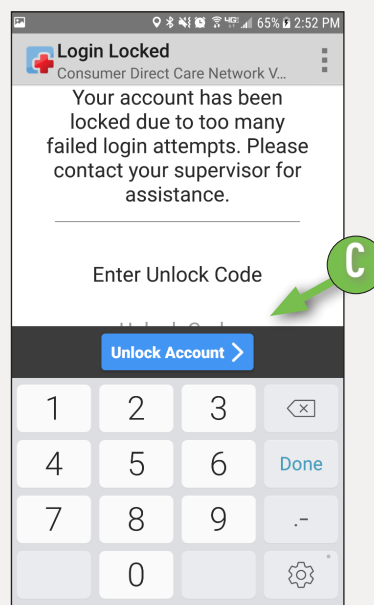 65% 2:52 PM
Login Locked
Consumer Direct Care Network V...
Your account has been
locked due to too many
failed login attempts. Please
contact your supervisor for
assistance.
Enter Unlock Code
C
Unlock Account
1 2 3
4 5 6 Done
7 8 9 .-
0